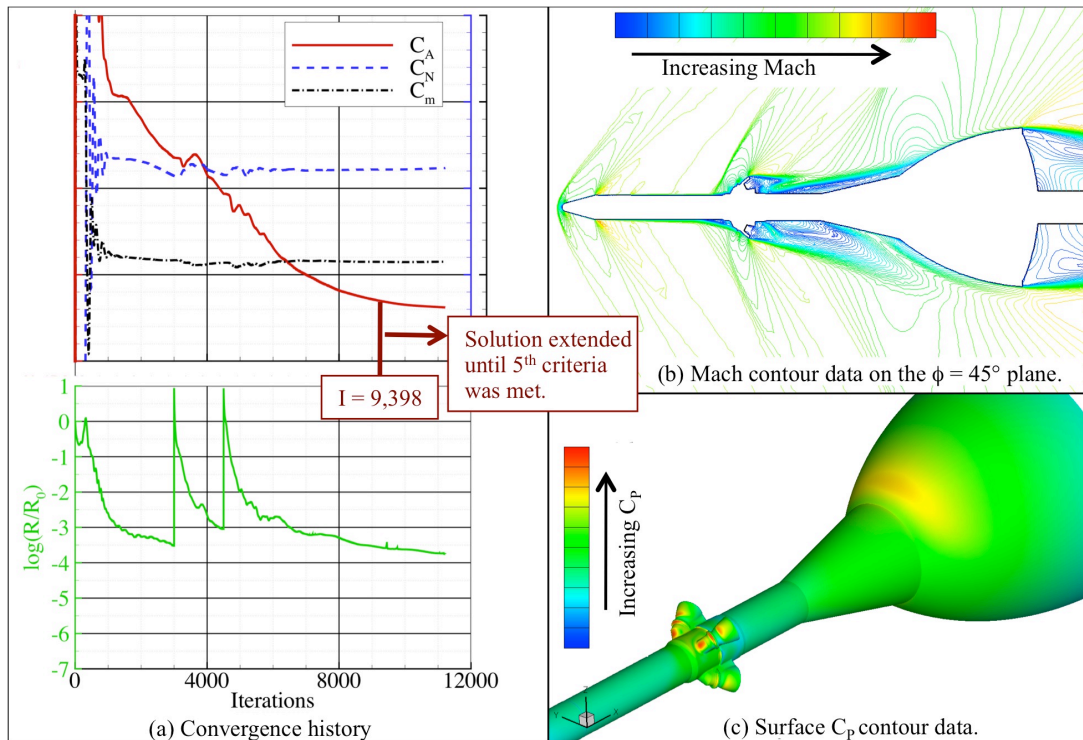 C_A
C_N
C_m
I = 9,398
Solution extended
until 5th criteria
was met.
1
0
-1
-2
-3
-4
-5
-6
-7
log(R/R₀)
0
4000
8000
12000
Iterations
(a) Convergence history
Increasing Mach
(b) Mach contour data on the ϕ = 45° plane.
Increasing C_P
Z
Y
X
(c) Surface C_P contour data.